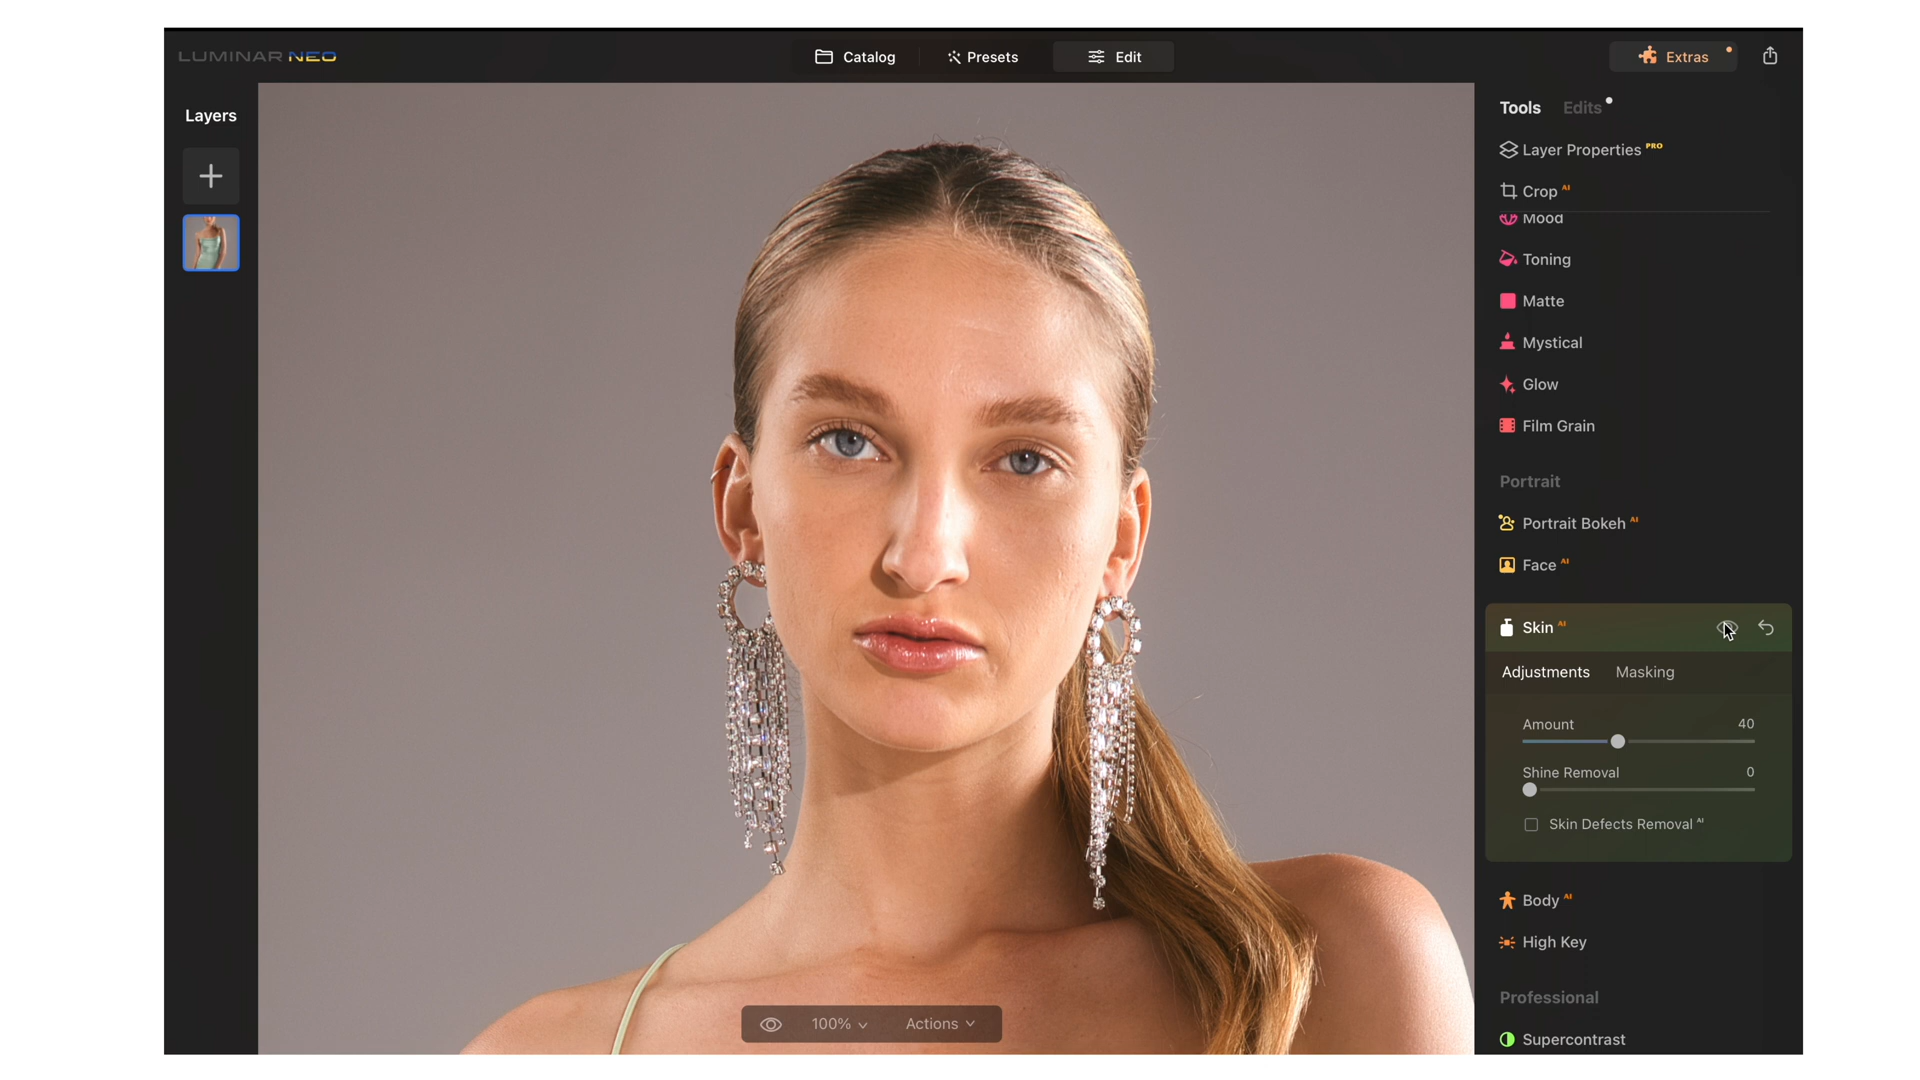 LUMINAR NEO
Catalog
Presets
Edit
Extras
Layers
Tools
Edits
Layer Properties PRO
Crop AI
Mood
Toning
Matte
Mystical
Glow
Film Grain
Portrait
Portrait Bokeh AI
Face AI
Skin AI
Adjustments
Masking
Amount
40
Shine Removal
0
Skin Defects Removal AI
Body AI
High Key
Professional
Supercontrast
100%
Actions